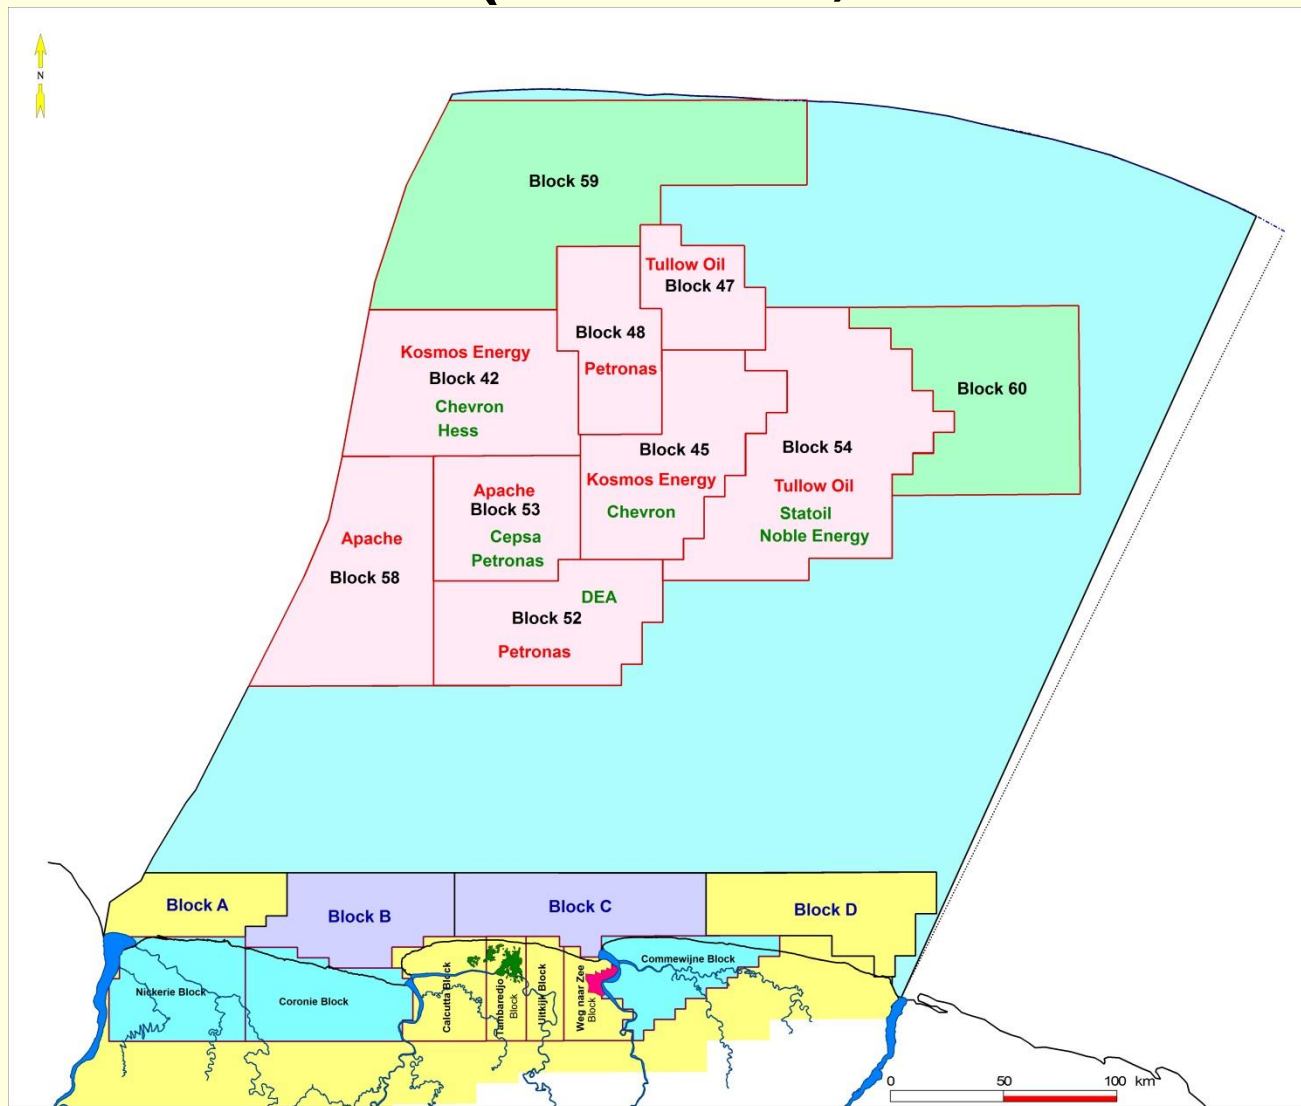 N
Block 59
Tullow Oil
Block 47
Block 48
Petronas
Kosmos Energy
Block 42
Chevron
Hess
Block 60
Block 45
Kosmos Energy
Chevron
Block 54
Tullow Oil
Statoil
Noble Energy
Apache
Block 53
Cepsa
Petronas
Apache
Block 58
DEA
Block 52
Petronas
Block A
Block B
Block C
Block D
Nickerie Block
Coronie Block
Calcutta Block
Tambaredjo
Block
Uitkijk Block
Weg naar Zee
Block
Commewijne Block
0 50 100 km